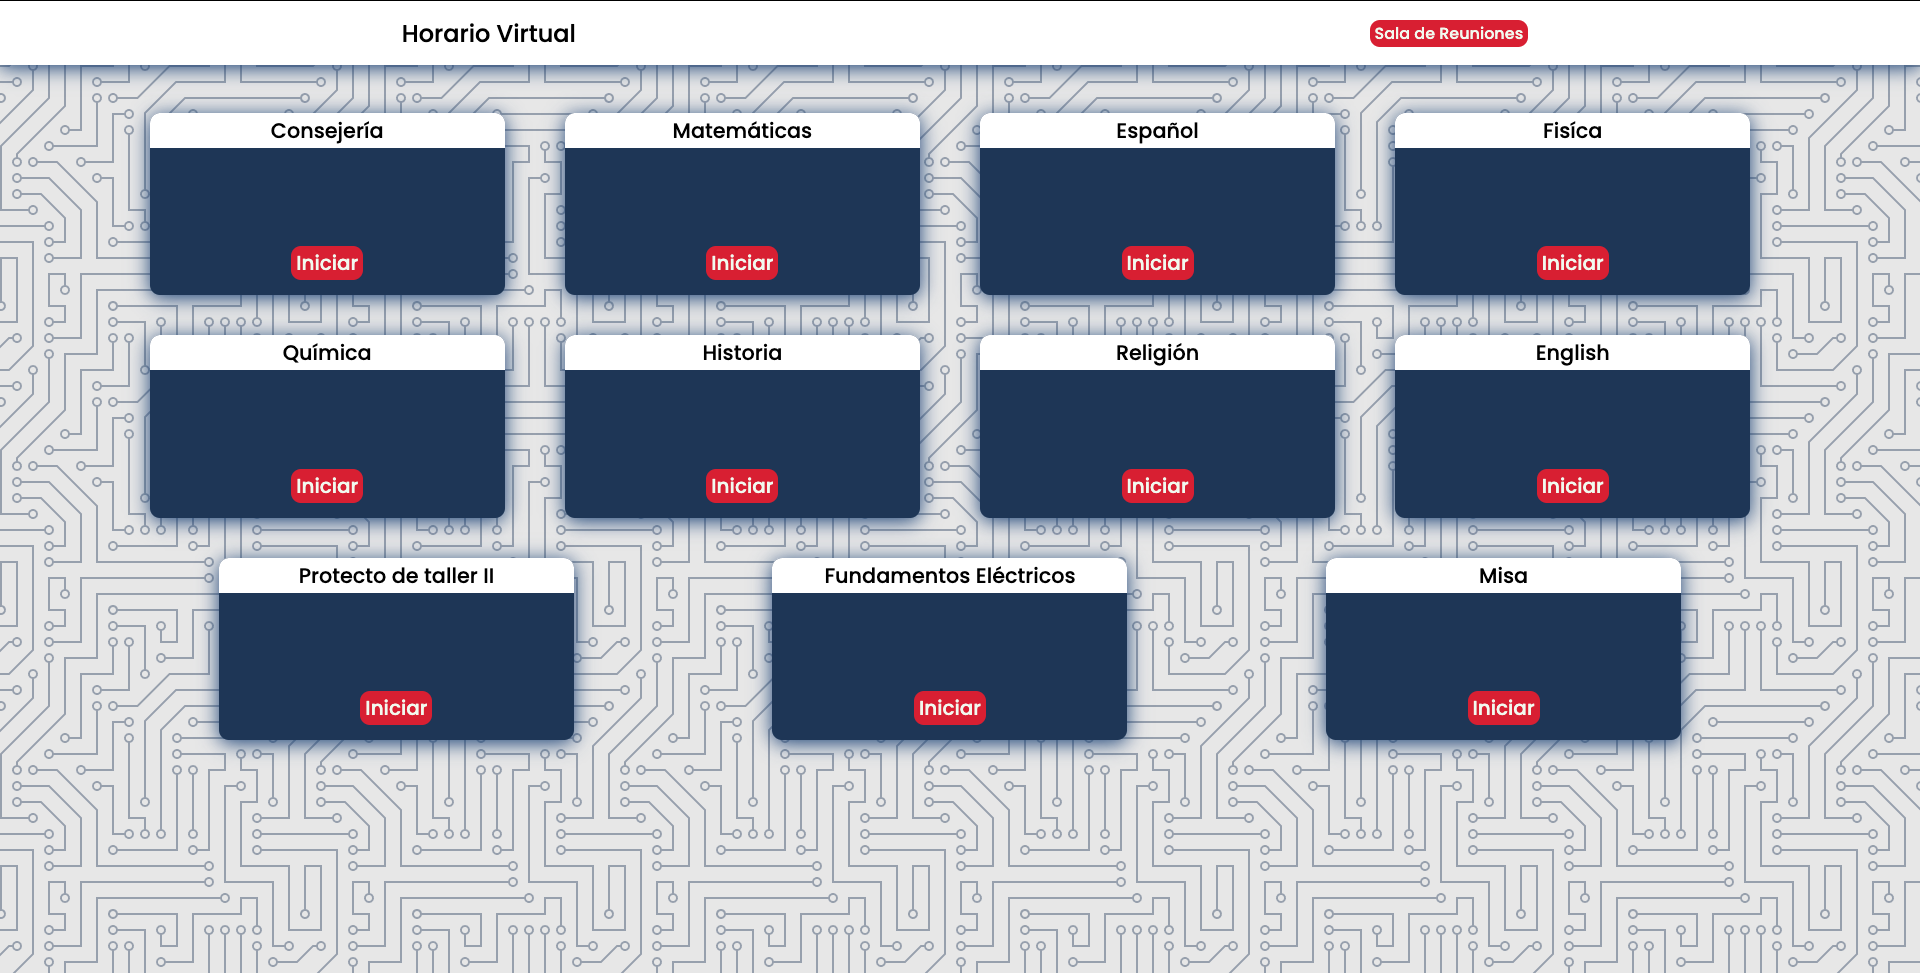 Horario Virtual
Sala de Reuniones
Consejería
Matemáticas
Español
Fisíca
Iniciar
Iniciar
Iniciar
Iniciar
Química
Historia
Religión
English
Iniciar
Iniciar
Iniciar
Iniciar
Protecto de taller II
Fundamentos Eléctricos
Misa
Iniciar
Iniciar
Iniciar